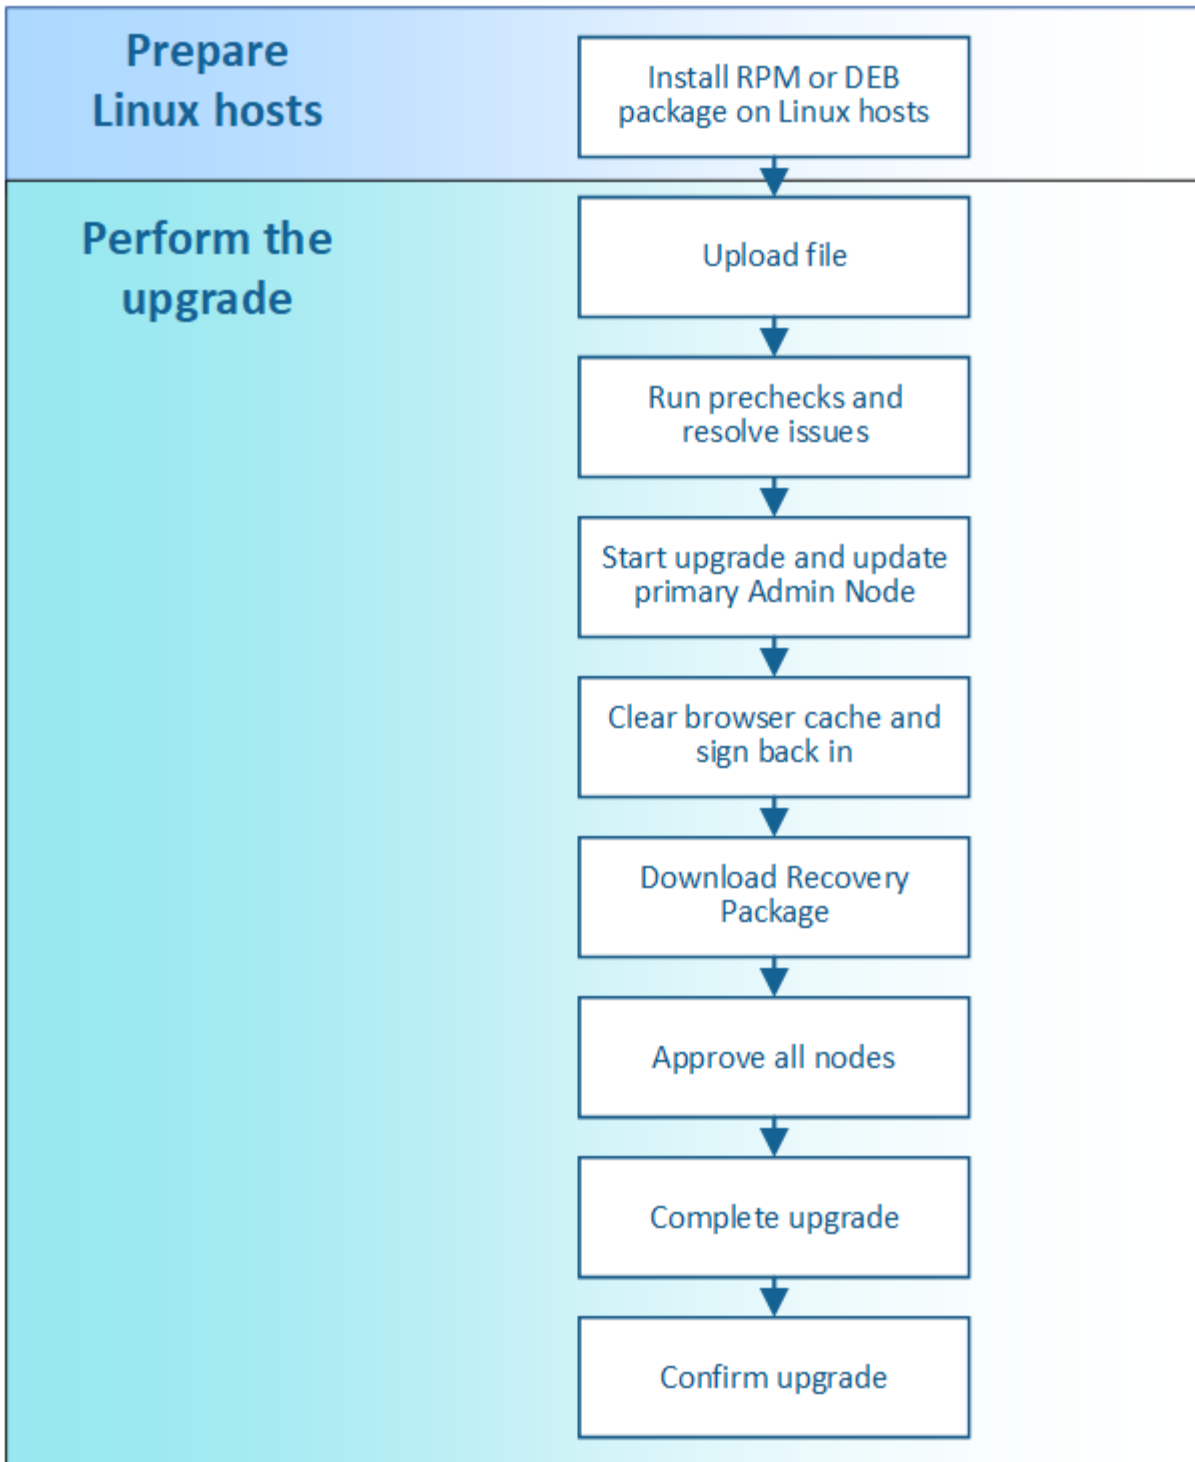 Prepare
Linux hosts
Install RPM or DEB
package on Linux hosts
Perform the
upgrade
Upload file
Run prechecks and
resolve issues
Start upgrade and update
primary Admin Node
Clear browser cache and
sign back in
Download Recovery
Package
Approve all nodes
Complete upgrade
Confirm upgrade